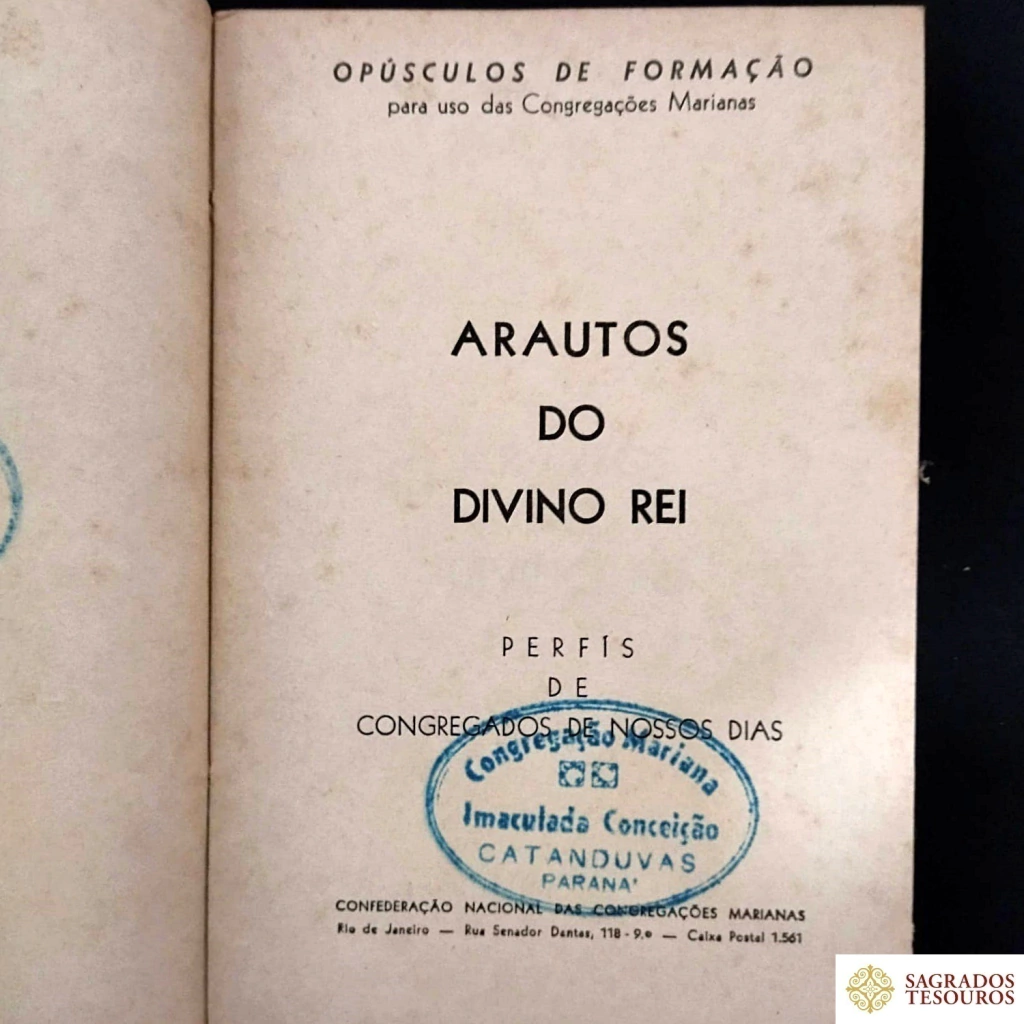 OPÚSCULOS DE FORMAÇÃO
para uso das Congregações Marianas
ARAUTOS
DO
DIVINO REI
PERFÍS
DE
CONGREGADOS DE NOSSOS DIAS
Congregação Mariana
Imaculada Conceição
CATANDUVAS
PARANA'
CONFEDERAÇÃO NACIONAL DAS CONGREGAÇÕES MARIANAS
Rio de Janeiro — Rua Senador Dantas, 118 - 9.º — Caixa Postal 1.561
SAGRADOS
TESOUROS